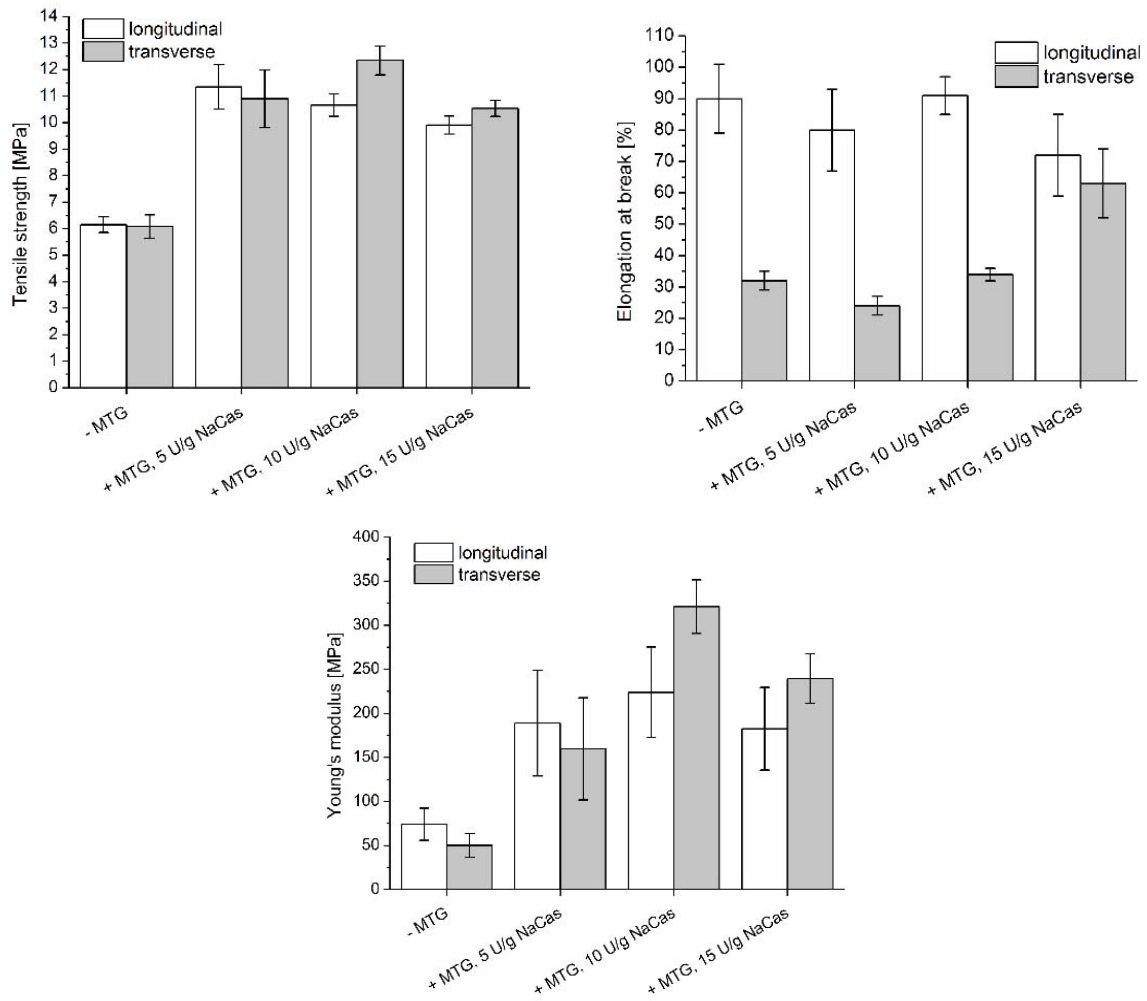 14
13
12
11
10
9
8
7
6
5
4
3
2
1
0
Tensile strength [MPa]
longitudinal
transverse
- MTG
+ MTG, 5 U/g NaCas
+ MTG, 10 U/g NaCas
+ MTG, 15 U/g NaCas
110
100
90
80
70
60
50
40
30
20
10
0
Elongation at break [%]
longitudinal
transverse
- MTG
+ MTG, 5 U/g NaCas
+ MTG, 10 U/g NaCas
+ MTG, 15 U/g NaCas
400
350
300
250
200
150
100
50
0
Young's modulus [MPa]
longitudinal
transverse
- MTG
+ MTG, 5 U/g NaCas
+ MTG, 10 U/g NaCas
+ MTG, 15 U/g NaCas